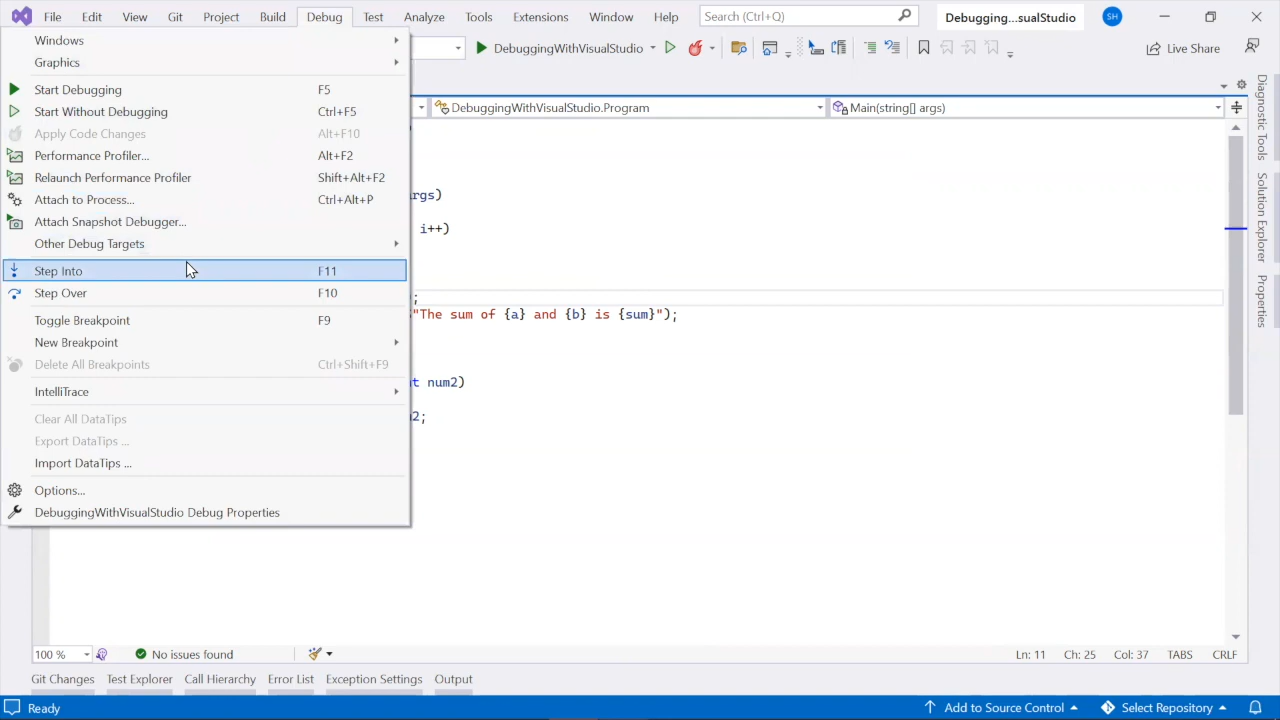 File Edit View Git Project Build Debug Test Analyze Tools Extensions Window Help Search (Ctrl+Q) Debugging...sualStudio SH
Windows
DebuggingWithVisualStudio Live Share
Graphics
Start Debugging F5
Start Without Debugging Ctrl+F5
DebuggingWithVisualStudio.Program Main(string[] args)
Apply Code Changes Alt+F10
Performance Profiler... Alt+F2
Relaunch Performance Profiler Shift+Alt+F2
Attach to Process... Ctrl+Alt+P
rgs)
Attach Snapshot Debugger...
i++)
Other Debug Targets
Step Into F11
Step Over F10
;
"The sum of {a} and {b} is {sum}");
Toggle Breakpoint F9
New Breakpoint
Delete All Breakpoints Ctrl+Shift+F9
t num2)
IntelliTrace
Clear All DataTips
2;
Export DataTips ...
Import DataTips ...
Options...
DebuggingWithVisualStudio Debug Properties
Diagnostic Tools
Solution Explorer
Properties
100 % No issues found Ln: 11 Ch: 25 Col: 37 TABS CRLF
Git Changes Test Explorer Call Hierarchy Error List Exception Settings Output
Ready Add to Source Control Select Repository